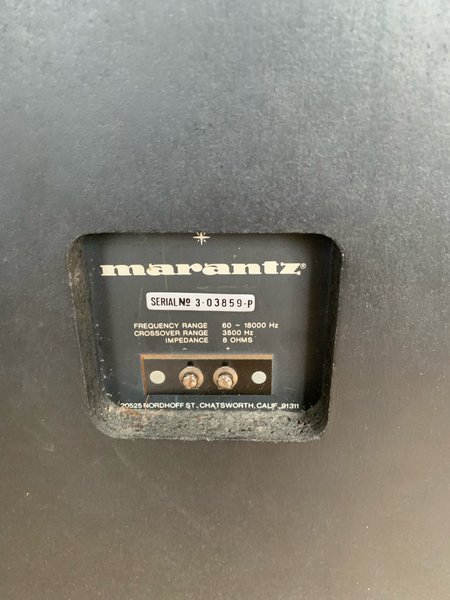 marantz®
SERIAL Nº 3-03859-P
FREQUENCY RANGE 60 ~ 18000 Hz
CROSSOVER RANGE 3500 Hz
IMPEDANCE 8 OHMS
− +
20525 NORDHOFF ST., CHATSWORTH, CALIF. 91311